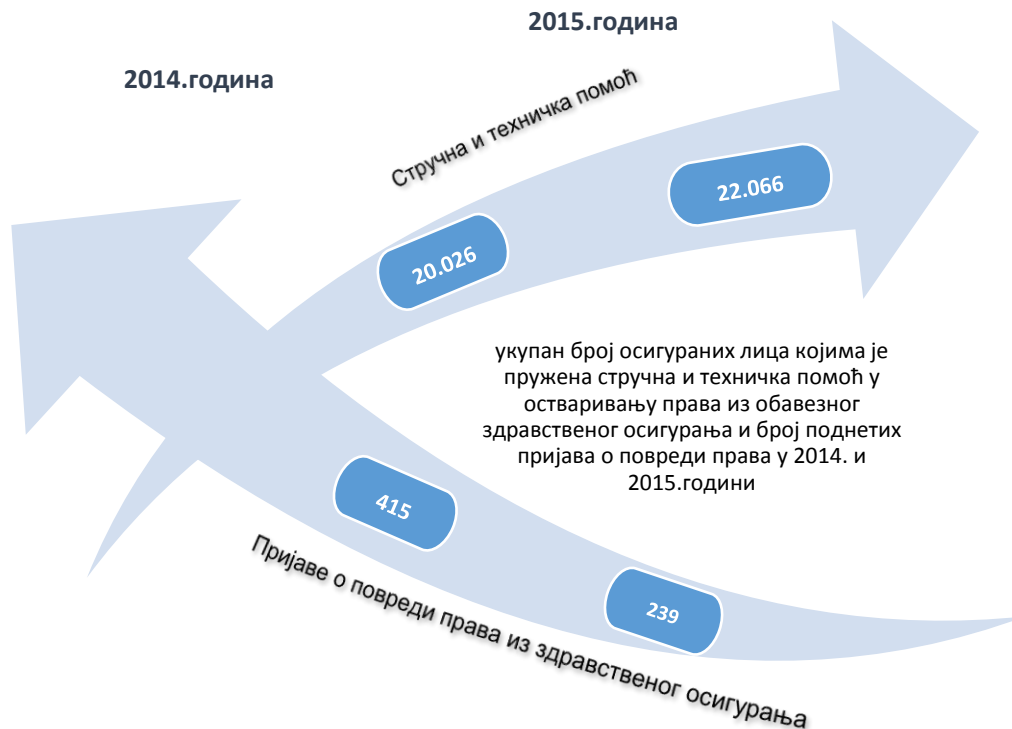 2015.година
2014.година
Стручна и техничка помоћ
22.066
20.026
укупан број осигураних лица којима је
пружена стручна и техничка помоћ у
остваривању права из обавезног
здравственог осигурања и број поднетих
пријава о повреди права у 2014. и
2015.години
415
239
Пријаве о повреди права из здравственог осигурања